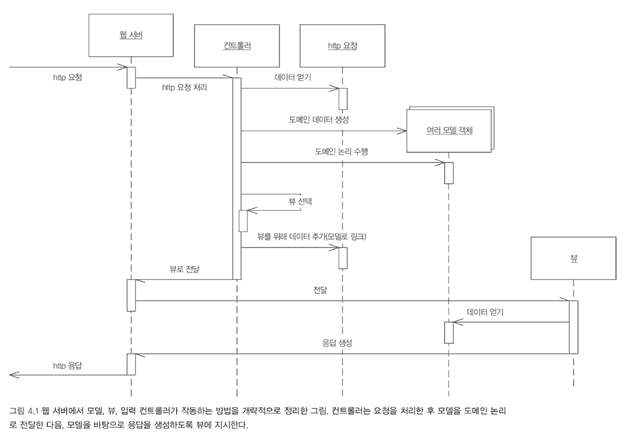 웹 서버
컨트롤러
http 요청
http 요청
http 요청 처리
데이터 얻기
도메인 데이터 생성
여러 모델 객체
도메인 논리 수행
뷰 선택
뷰를 위해 데이터 추가(모델로 링크)
뷰
뷰로 전달
전달
데이터 얻기
응답 생성
http 응답
그림 4.1 웹 서버에서 모델, 뷰, 입력 컨트롤러가 작동하는 방법을 개략적으로 정리한 그림. 컨트롤러는 요청을 처리한 후 모델을 도메인 논리
로 전달한 다음, 모델을 바탕으로 응답을 생성하도록 뷰에 지시한다.